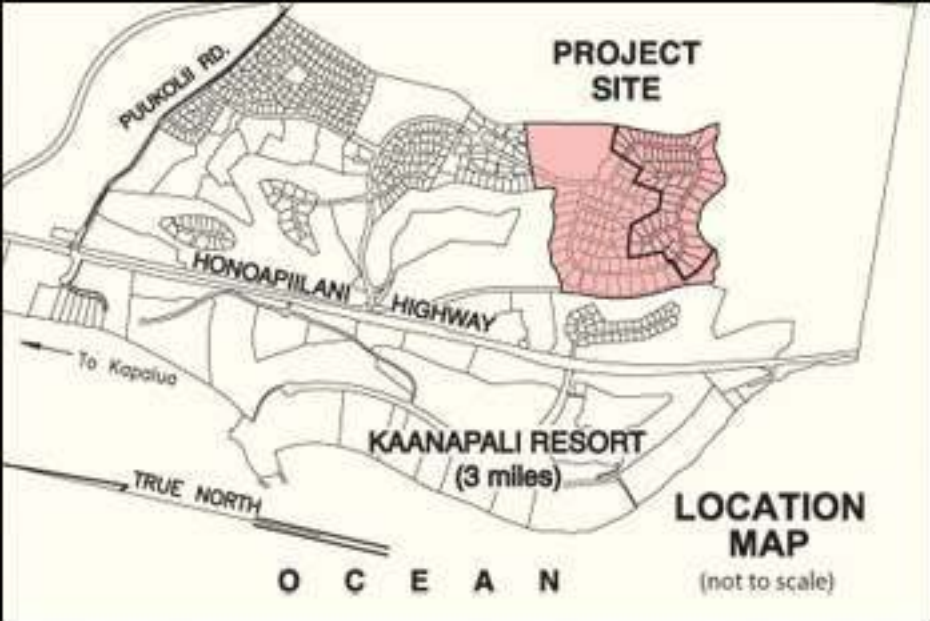 PROJECT
SITE
PUUKOLII RD.
HONOAPIILANI HIGHWAY
To Kapalua
KAANAPALI RESORT
(3 miles)
TRUE NORTH
LOCATION
MAP
(not to scale)
OCEAN